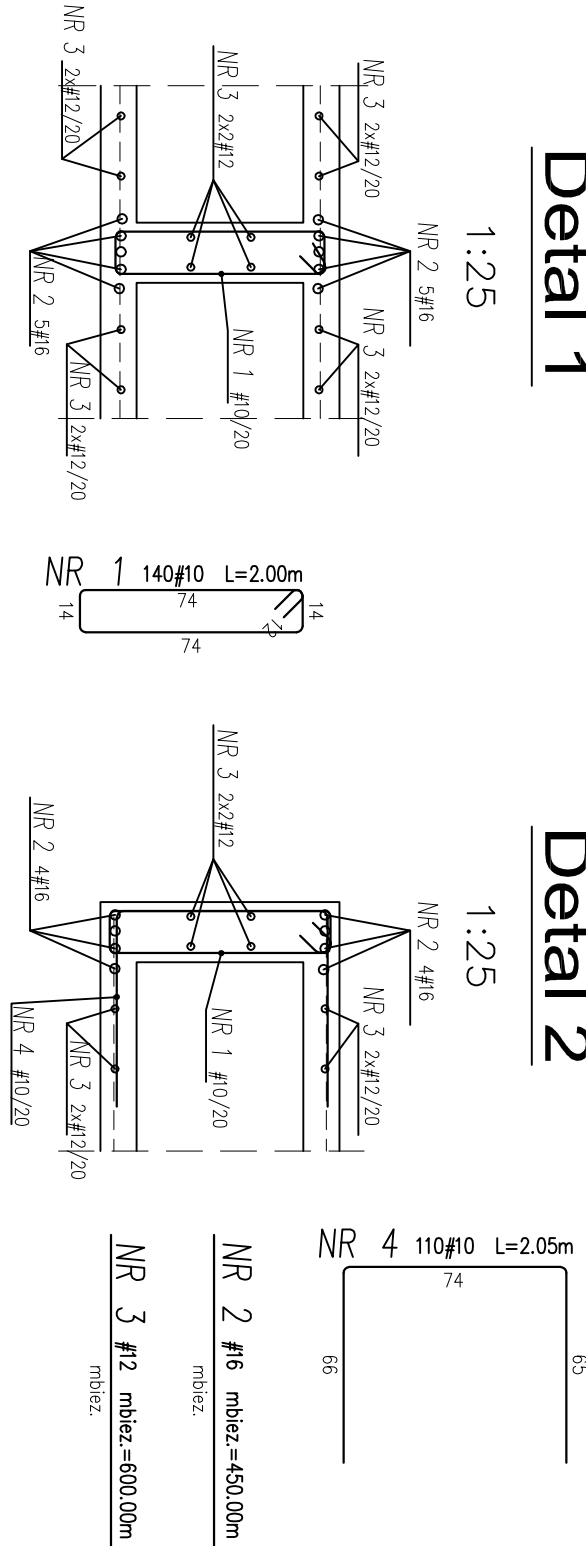 Detal 1
1:25
NR 3 2x#12/20
NR 2 5#16
NR 3 2x#12/20
NR 3 2x2#12
NR 1 #10/20
NR 3 2x#12/20
NR 2 5#16
NR 3 2x#12/20
NR 1 140#10 L=2.00m
74
14
14
12
74
Detal 2
1:25
NR 2 4#16
NR 3 2x#12/20
NR 3 2x2#12
NR 1 #10/20
NR 2 4#16
NR 3 2x#12/20
NR 4 #10/20
NR 4 110#10 L=2.05m
74
65
66
NR 2 #16 mbiez.=450.00m
mbiez.
NR 3 #12 mbiez.=600.00m
mbiez.